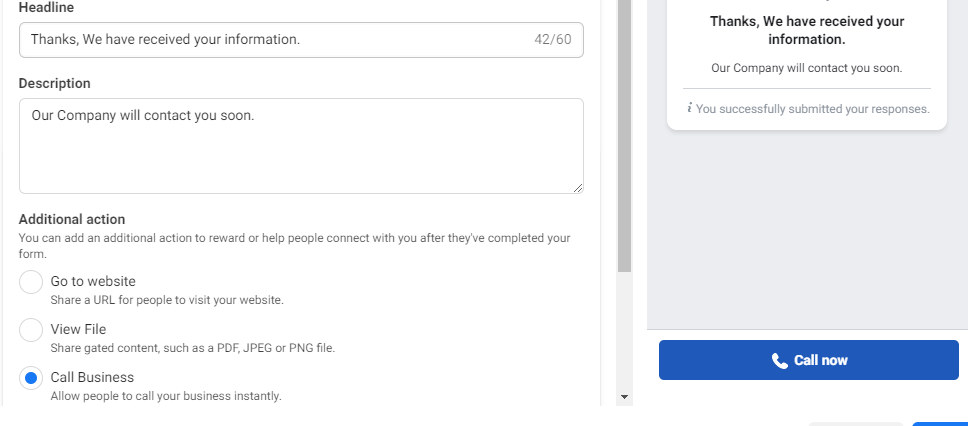 Headline
Thanks, We have received your information. 42/60
Description
Our Company will contact you soon.
Additional action
You can add an additional action to reward or help people connect with you after they've completed your
form.
Go to website
Share a URL for people to visit your website.
View File
Share gated content, such as a PDF, JPEG or PNG file.
Call Business
Allow people to call your business instantly.
Thanks, We have received your
information.
Our Company will contact you soon.
i You successfully submitted your responses.
Call now